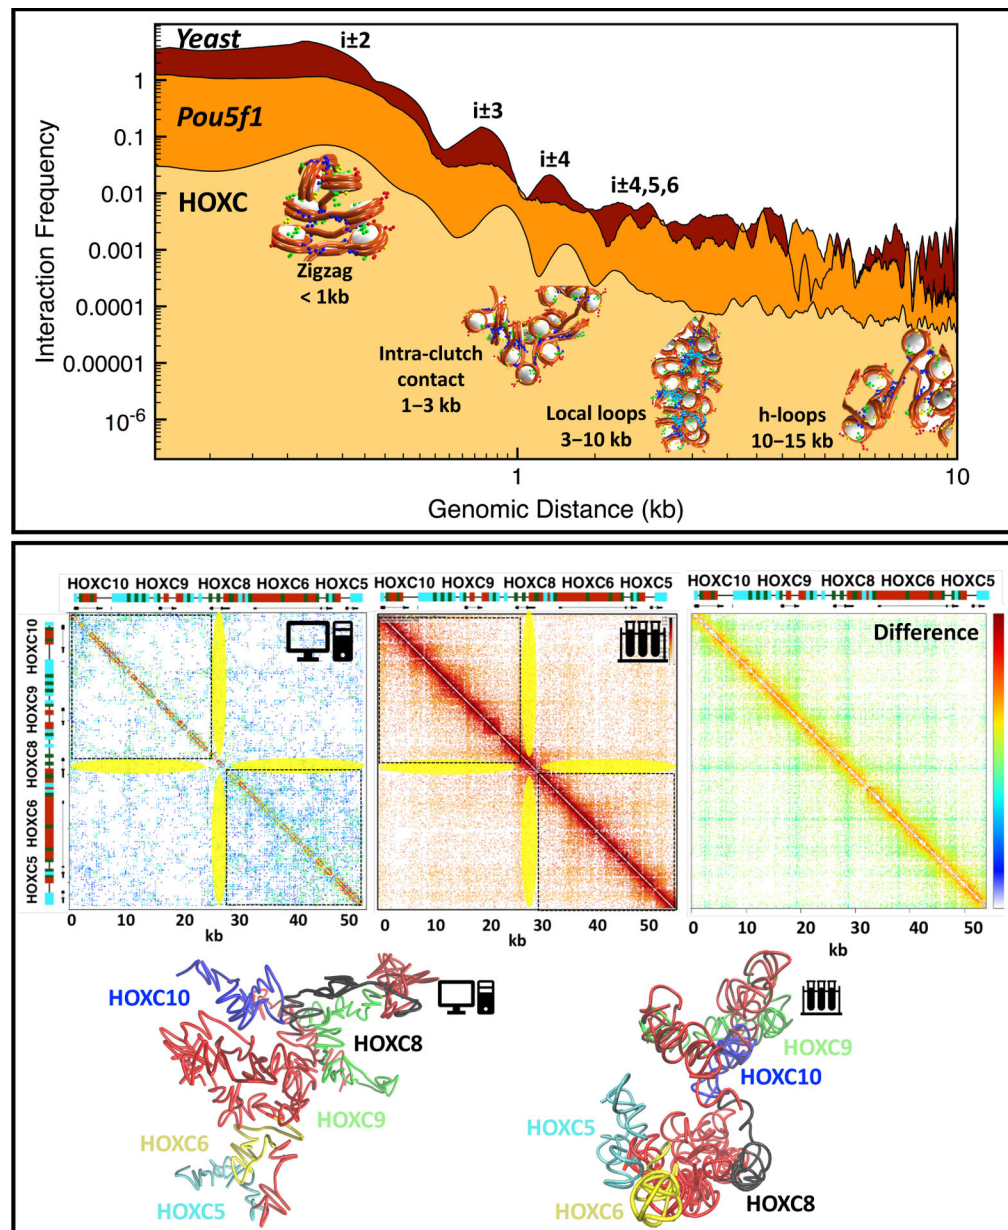 Yeast
i±2
i±3
i±4
i±4,5,6
Pou5f1
HOXC
Zigzag
< 1kb
Intra-clutch
contact
1–3 kb
Local loops
3–10 kb
h-loops
10–15 kb
Interaction Frequency
1
0.1
0.01
0.001
0.0001
0.00001
10-6
1
10
Genomic Distance (kb)
HOXC10 HOXC9 HOXC8 HOXC6 HOXC5
HOXC10 HOXC9 HOXC8 HOXC6 HOXC5
HOXC10 HOXC9 HOXC8 HOXC6 HOXC5
HOXC10
HOXC9
HOXC8
HOXC6
HOXC5
Difference
0 10 20 30 40 50
kb
0 10 20 30 40 50
kb
0 10 20 30 40 50
kb
HOXC10
HOXC8
HOXC9
HOXC6
HOXC5
HOXC9
HOXC10
HOXC5
HOXC6
HOXC8